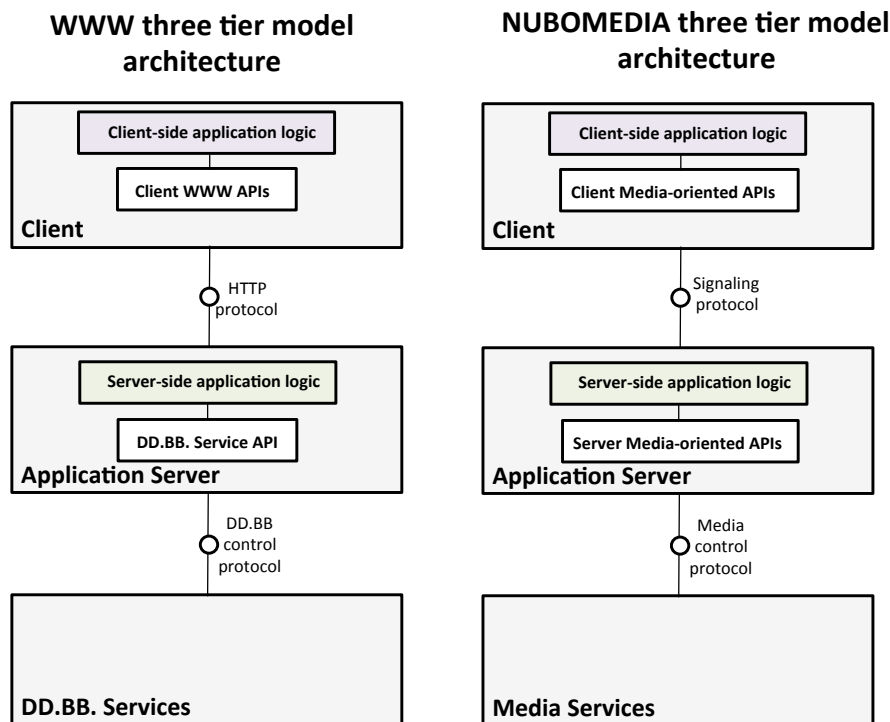 WWW three tier model
architecture
Client-side application logic
Client WWW APIs
Client
HTTP
protocol
Server-side application logic
DD.BB. Service API
Application Server
DD.BB
control
protocol
DD.BB. Services
NUBOMEDIA three tier model
architecture
Client-side application logic
Client Media-oriented APIs
Client
Signaling
protocol
Server-side application logic
Server Media-oriented APIs
Application Server
Media
control
protocol
Media Services